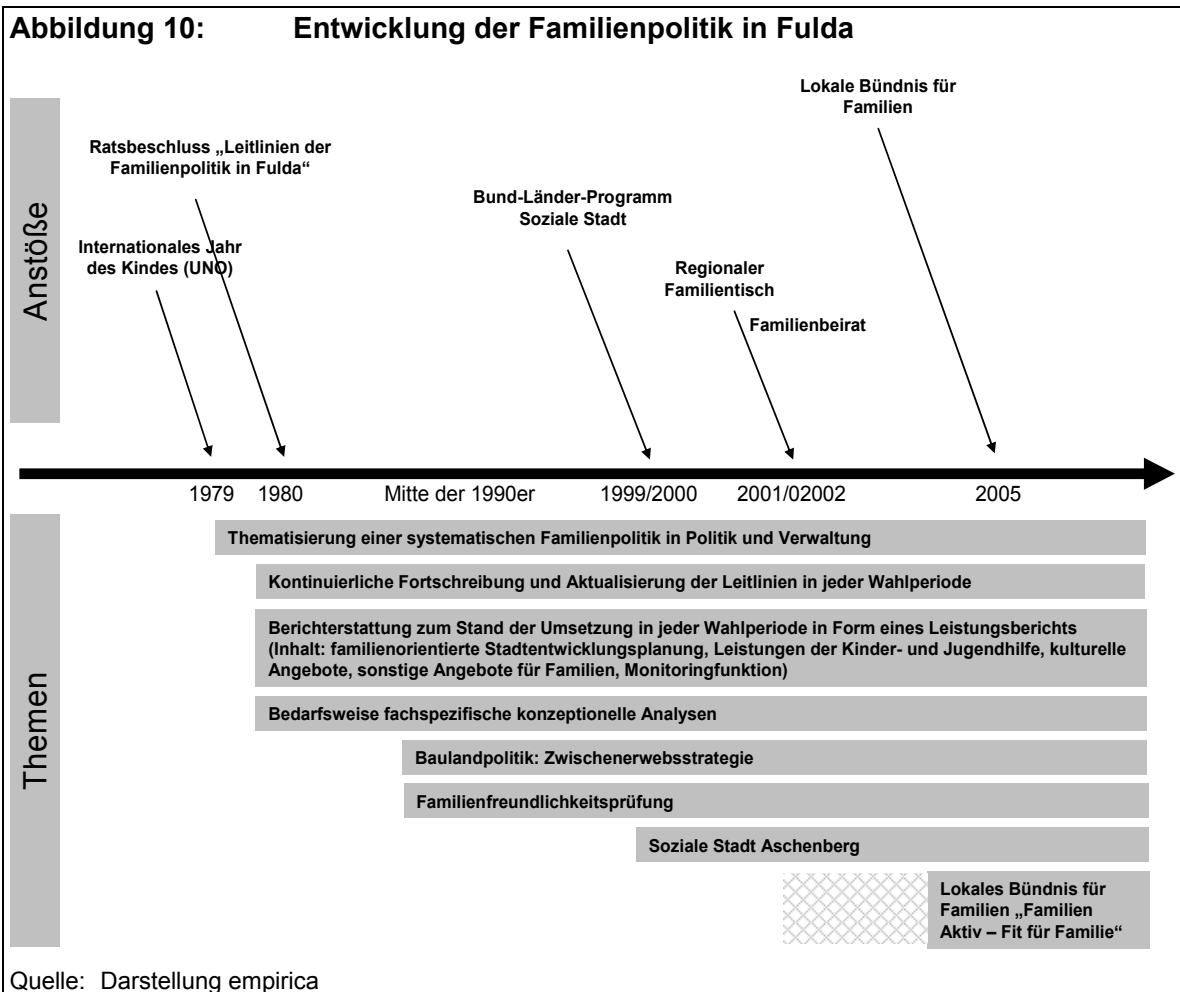 Abbildung 10: Entwicklung der Familienpolitik in Fulda
Anstöße
Lokale Bündnis für
Familien
Ratsbeschluss „Leitlinien der
Familienpolitik in Fulda“
Bund-Länder-Programm
Soziale Stadt
Internationales Jahr
des Kindes (UNO)
Regionaler
Familientisch
Familienbeirat
1979 1980 Mitte der 1990er 1999/2000 2001/02002 2005
Themen
Thematisierung einer systematischen Familienpolitik in Politik und Verwaltung
Kontinuierliche Fortschreibung und Aktualisierung der Leitlinien in jeder Wahlperiode
Berichterstattung zum Stand der Umsetzung in jeder Wahlperiode in Form eines Leistungsberichts
(Inhalt: familienorientierte Stadtentwicklungsplanung, Leistungen der Kinder- und Jugendhilfe, kulturelle
Angebote, sonstige Angebote für Familien, Monitoringfunktion)
Bedarfsweise fachspezifische konzeptionelle Analysen
Baulandpolitik: Zwischenerwebsstrategie
Familienfreundlichkeitsprüfung
Soziale Stadt Aschenberg
Lokales Bündnis für
Familien „Familien
Aktiv – Fit für Familie“
Quelle: Darstellung empirica